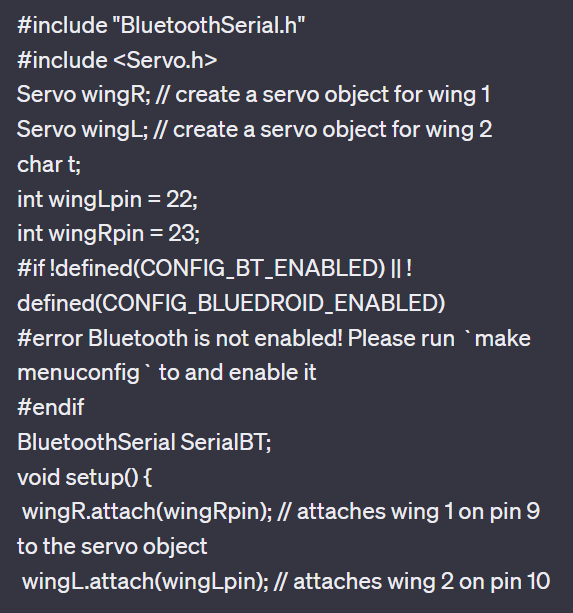 #include "BluetoothSerial.h"
#include <Servo.h>
Servo wingR; // create a servo object for wing 1
Servo wingL; // create a servo object for wing 2
char t;
int wingLpin = 22;
int wingRpin = 23;
#if !defined(CONFIG_BT_ENABLED) || !
defined(CONFIG_BLUEDROID_ENABLED)
#error Bluetooth is not enabled! Please run `make
menuconfig` to and enable it
#endif
BluetoothSerial SerialBT;
void setup() {
 wingR.attach(wingRpin); // attaches wing 1 on pin 9
to the servo object
 wingL.attach(wingLpin); // attaches wing 2 on pin 10